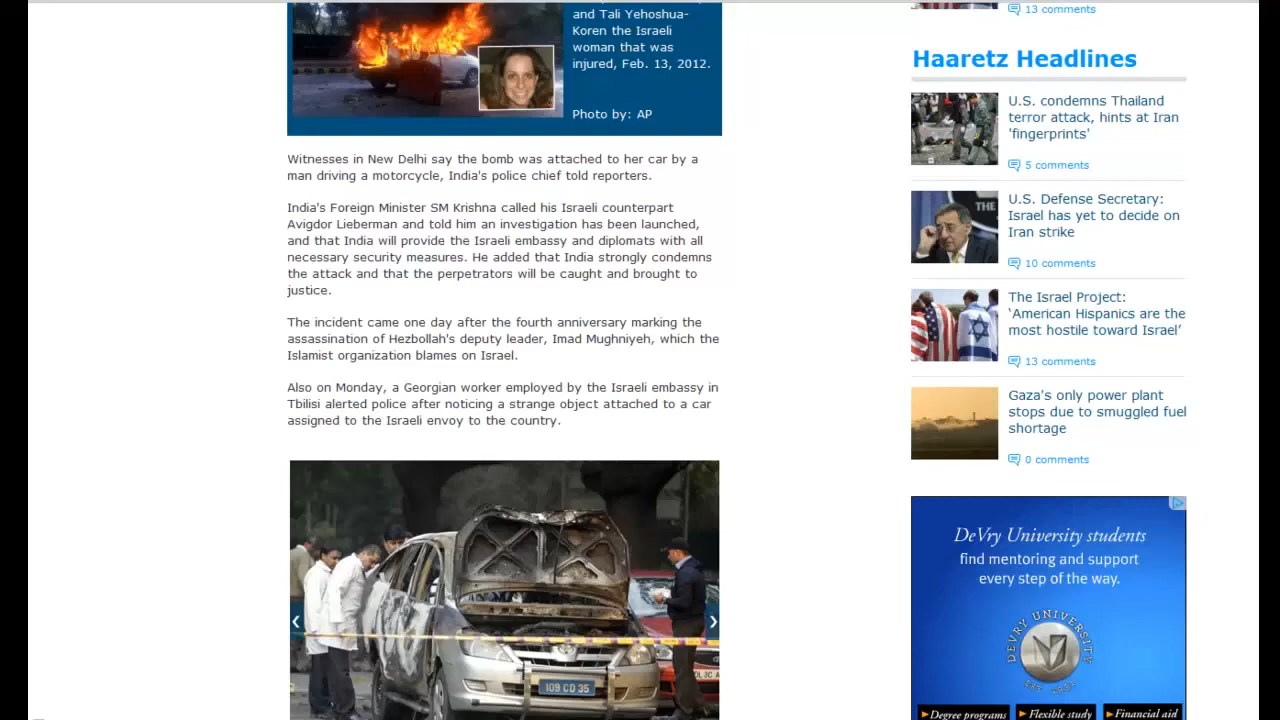 and Tali Yehoshua-
Koren the Israeli
woman that was
injured, Feb. 13, 2012.
Photo by: AP
Witnesses in New Delhi say the bomb was attached to her car by a
man driving a motorcycle, India's police chief told reporters.
India's Foreign Minister SM Krishna called his Israeli counterpart
Avigdor Lieberman and told him an investigation has been launched,
and that India will provide the Israeli embassy and diplomats with all
necessary security measures. He added that India strongly condemns
the attack and that the perpetrators will be caught and brought to
justice.
The incident came one day after the fourth anniversary marking the
assassination of Hezbollah's deputy leader, Imad Mughniyeh, which the
Islamist organization blames on Israel.
Also on Monday, a Georgian worker employed by the Israeli embassy in
Tbilisi alerted police after noticing a strange object attached to a car
assigned to the Israeli envoy to the country.
109 CD 35
13 comments
Haaretz Headlines
U.S. condemns Thailand
terror attack, hints at Iran
'fingerprints'
5 comments
THE
U.S. Defense Secretary:
Israel has yet to decide on
Iran strike
10 comments
The Israel Project:
‘American Hispanics are the
most hostile toward Israel’
13 comments
Gaza's only power plant
stops due to smuggled fuel
shortage
0 comments
DeVry University students
find mentoring and support
every step of the way.
DEVRY UNIVERSITY
Degree programs
Flexible study
Financial aid